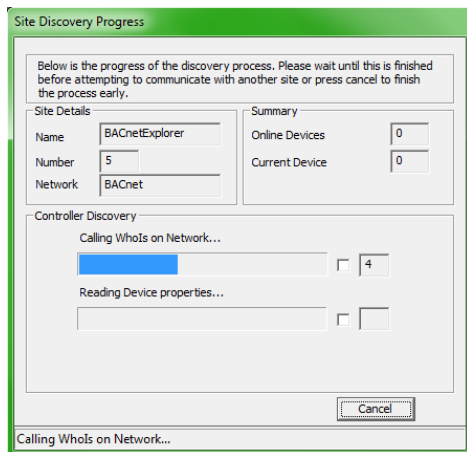 Site Discovery Progress
Below is the progress of the discovery process. Please wait until this is finished
before attempting to communicate with another site or press cancel to finish
the process early.
Site Details
Name BACnetExplorer
Number 5
Network BACnet
Summary
Online Devices 0
Current Device 0
Controller Discovery
Calling WhoIs on Network...
4
Reading Device properties...
Cancel
Calling WhoIs on Network...